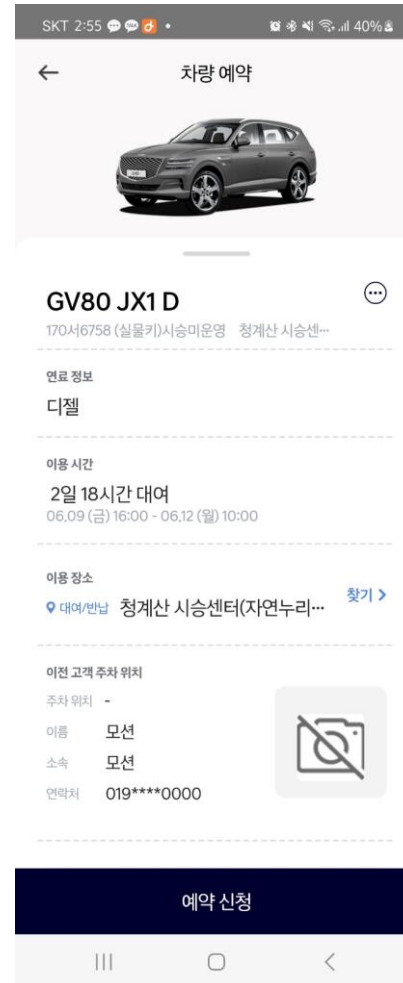 SKT 2:55
40%
차량 예약
GV80 JX1 D
170서6758 (실물키)시승미운영 청계산 시승센…
연료 정보
디젤
이용 시간
2일 18시간 대여
06.09 (금) 16:00 - 06.12 (월) 10:00
이용 장소
대여/반납 청계산 시승센터(자연누리… 찾기 >
이전 고객 주차 위치
주차 위치 -
이름 모션
소속 모션
연락처 019****0000
예약 신청